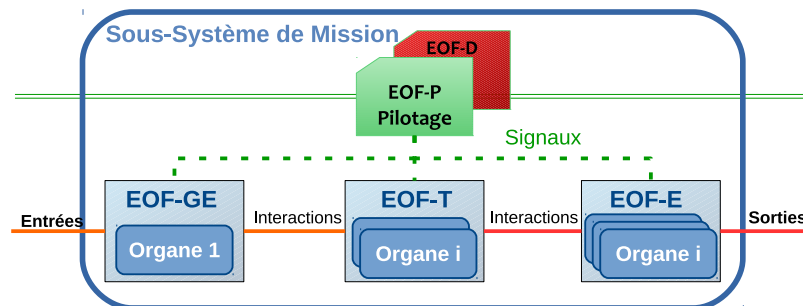 Sous-Système de Mission
EOF-D
EOF-P
Pilotage
Signaux
EOF-GE
EOF-T
EOF-E
Entrées
Interactions
Interactions
Sorties
Organe 1
Organe i
Organe i